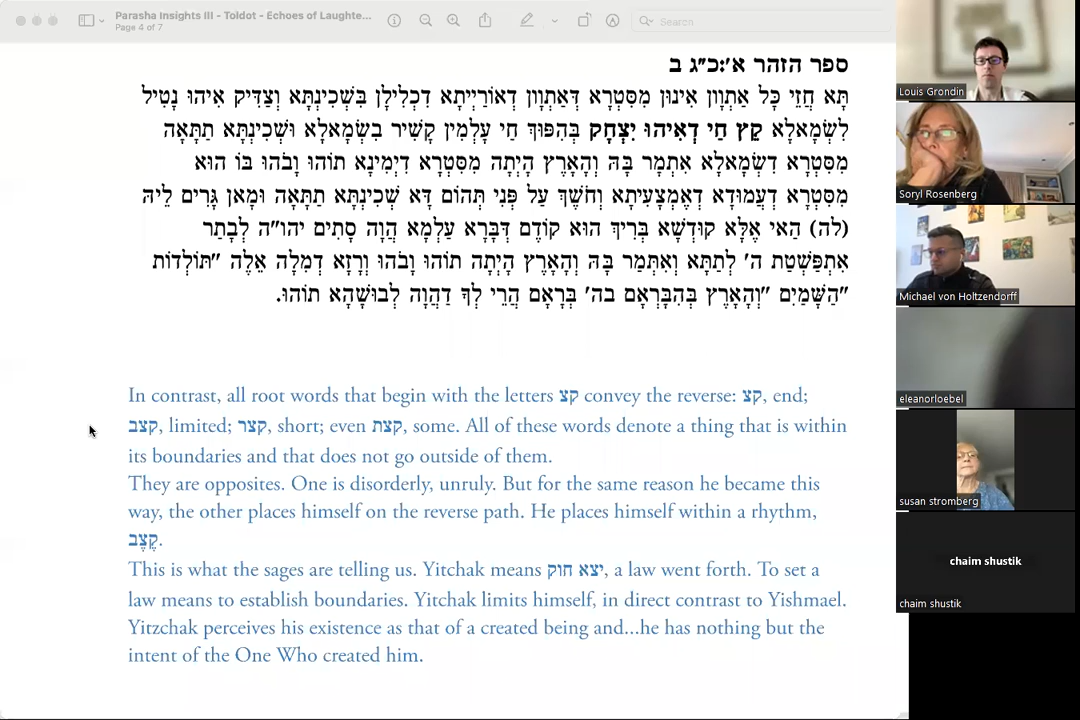 Parasha Insights III - Toldot - Echoes of Laughte...
Page 4 of 7
Search
ספר הזהר א׳:כ״ג ב
תָּא חֲזֵי כָּל אַתְוָון אִינוּן מִסִּטְרָא דְּאַתְוָון דְאוֹרַיְיתָא דִכְלִילָן בִּשְׁכִינְתָּא וְצַדִּיק אִיהוּ נָטִיל
לִשְׂמָאלָא קֵץ חַי דְאִיהוּ יִצְחָק בְּהִפּוּךְ חַי עָלְמִין קָשִׁיר בִּשְׂמָאלָא וּשְׁכִינְתָּא תַתָּאָה
מִסִּטְרָא דִשְׂמָאלָא אִתְמַר בָּהּ וְהָאָרֶץ הָיְתָה מִסִּטְרָא דִימִינָא תוֹהוּ וָבֹהוּ בּוֹ הוּא
מִסִּטְרָא דְעַמּוּדָא דְאֶמְצָעִיתָא וְחֹשֶׁךְ עַל פְּנֵי תְּהוֹם דָּא שְׁכִינְתָּא תַתָּאָה וּמָאן גָּרִים לֵיהּ
(לה) הַאי אֶלָּא קוּדְשָׁא בְּרִיךְ הוּא קוֹדֶם דְּבָרָא עַלְמָא הֲוָה סָתִים יהו״ה לְבָתַר
אִתְפַּשְּׁטַת ה׳ לְתַתָּא וְאִתְּמַר בָּהּ וְהָאָרֶץ הָיְתָה תוֹהוּ וָבֹהוּ וְרָזָא דְמִלָּה אֵלֶּה ״תּוֹלְדוֹת
״הַשָּׁמַיִם ״וְהָאָרֶץ בְּהִבָּרְאָם בה׳ בְּרָאָם הֲרֵי לְךָ דַהֲוָה לְבוּשָׁהָא תוֹהוּ.
In contrast, all root words that begin with the letters קצ convey the reverse: קצ, end;
קצב, limited; קצר, short; even קצת, some. All of these words denote a thing that is within
its boundaries and that does not go outside of them.
They are opposites. One is disorderly, unruly. But for the same reason he became this
way, the other places himself on the reverse path. He places himself within a rhythm,
קֶצֶב.
This is what the sages are telling us. Yitchak means יצא חוק, a law went forth. To set a
law means to establish boundaries. Yitchak limits himself, in direct contrast to Yishmael.
Yitzchak perceives his existence as that of a created being and...he has nothing but the
intent of the One Who created him.
Louis Grondin
Soryl Rosenberg
Michael von Holtzendorff
eleanorloebel
susan stromberg
chaim shustik
chaim shustik